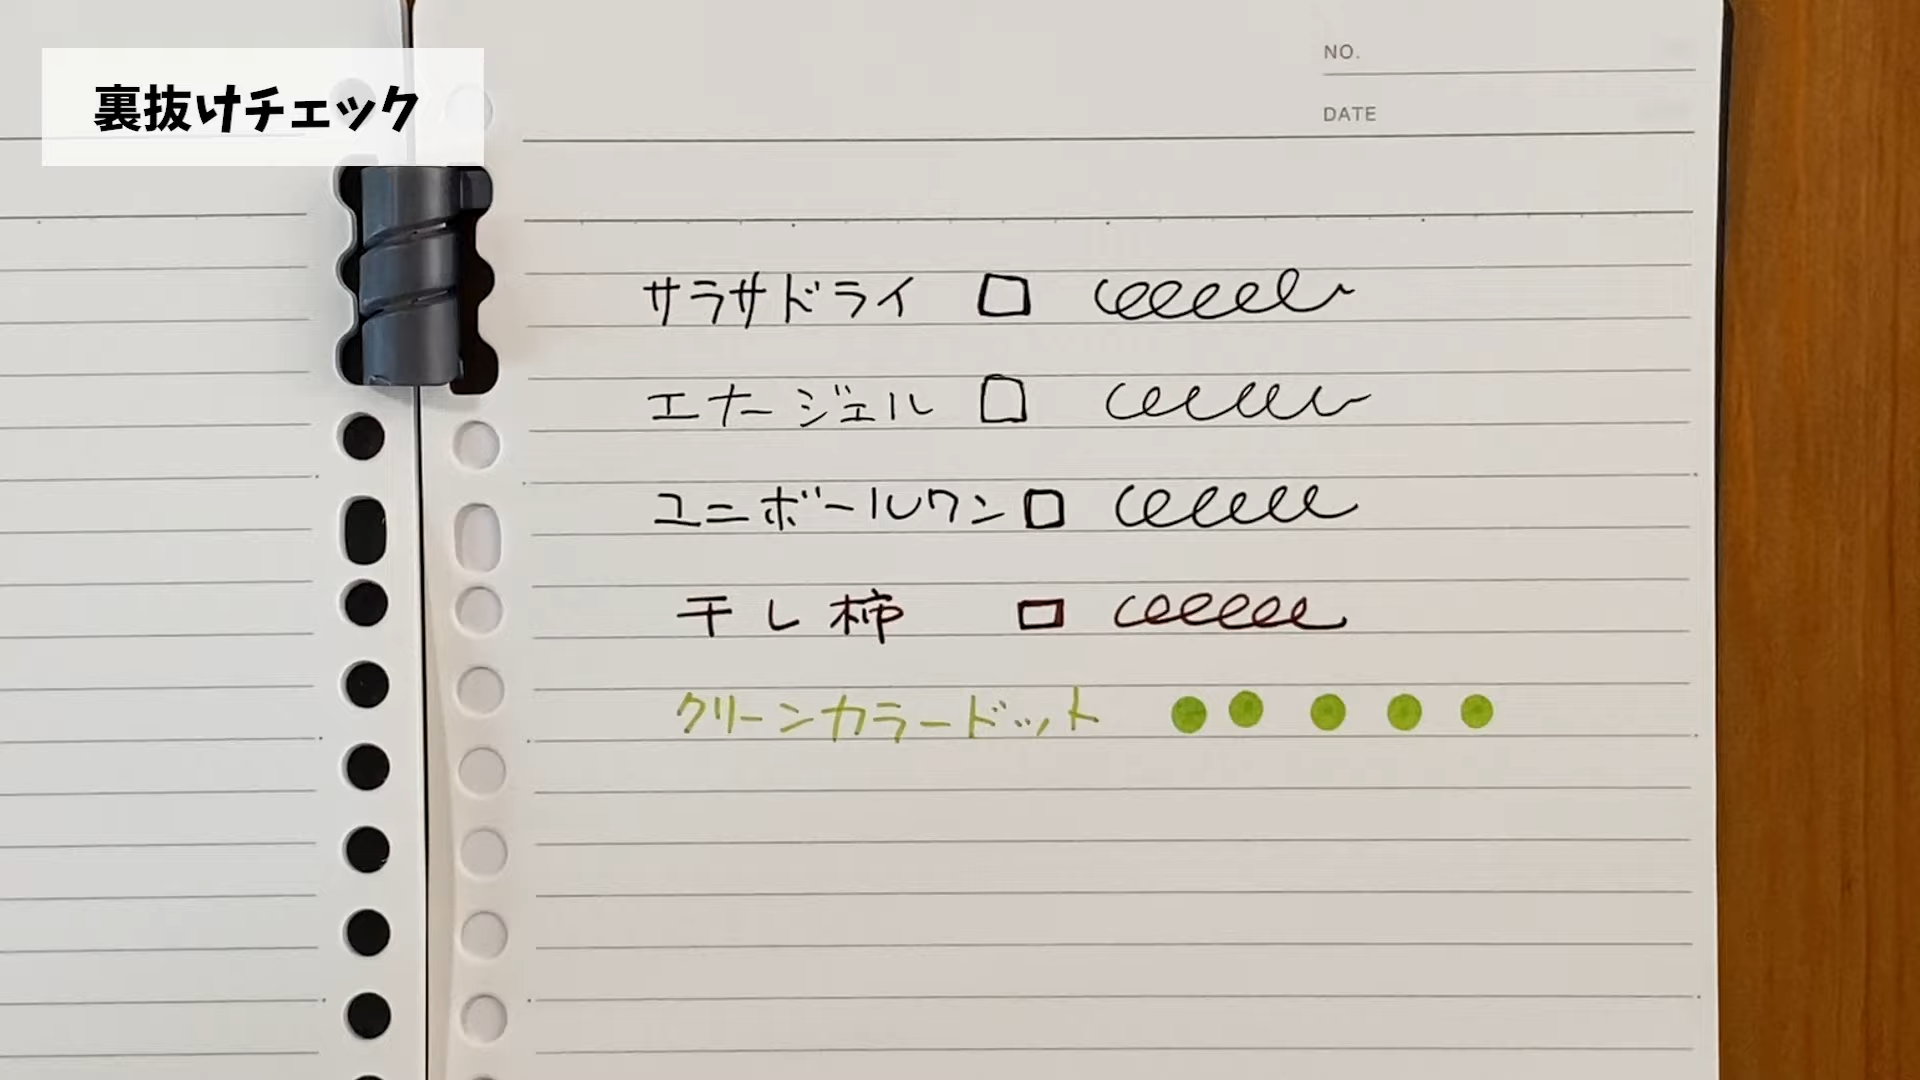 裏抜けチェック
NO.
DATE
サラサドライ
エナージェル
ユニボールワン
干し柿
クリーンカラードット